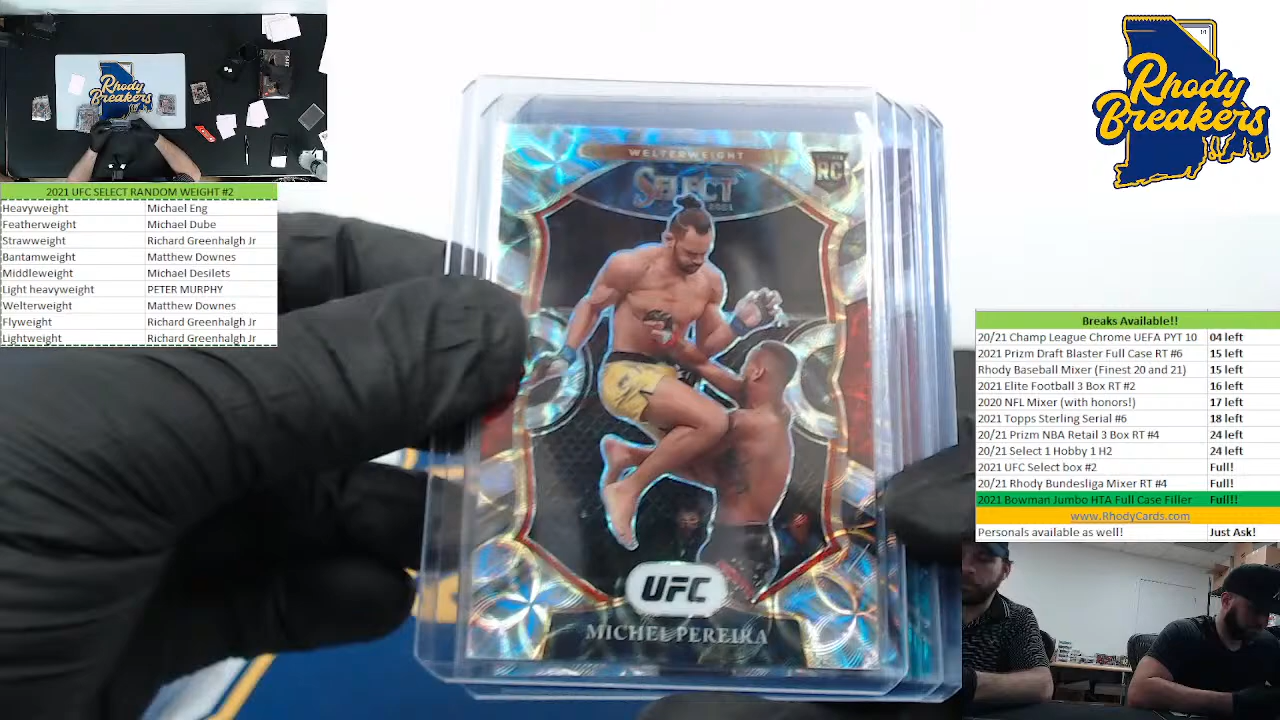 Rhody
Breakers
2021 UFC SELECT RANDOM WEIGHT #2
Heavyweight Michael Eng
Featherweight Michael Dube
Strawweight Richard Greenhalgh Jr
Bantamweight Matthew Downes
Middleweight Michael Desilets
Light heavyweight PETER MURPHY
Welterweight Matthew Downes
Flyweight Richard Greenhalgh Jr
Lightweight Richard Greenhalgh Jr
WELTERWEIGHT
SELECT
2021
RC
UFC
MICHEL PEREIRA
1/1
Rhody
Breakers
Breaks Available!!
20/21 Champ League Chrome UEFA PYT 10 04 left
2021 Prizm Draft Blaster Full Case RT #6 15 left
Rhody Baseball Mixer (Finest 20 and 21) 15 left
2021 Elite Football 3 Box RT #2 16 left
2020 NFL Mixer (with honors!) 17 left
2021 Topps Sterling Serial #6 18 left
20/21 Prizm NBA Retail 3 Box RT #4 24 left
20/21 Select 1 Hobby 1 H2 24 left
2021 UFC Select box #2 Full!
20/21 Rhody Bundesliga Mixer RT #4 Full!
2021 Bowman Jumbo HTA Full Case Filler Full!!
www.RhodyCards.com
Personals available as well! Just Ask!